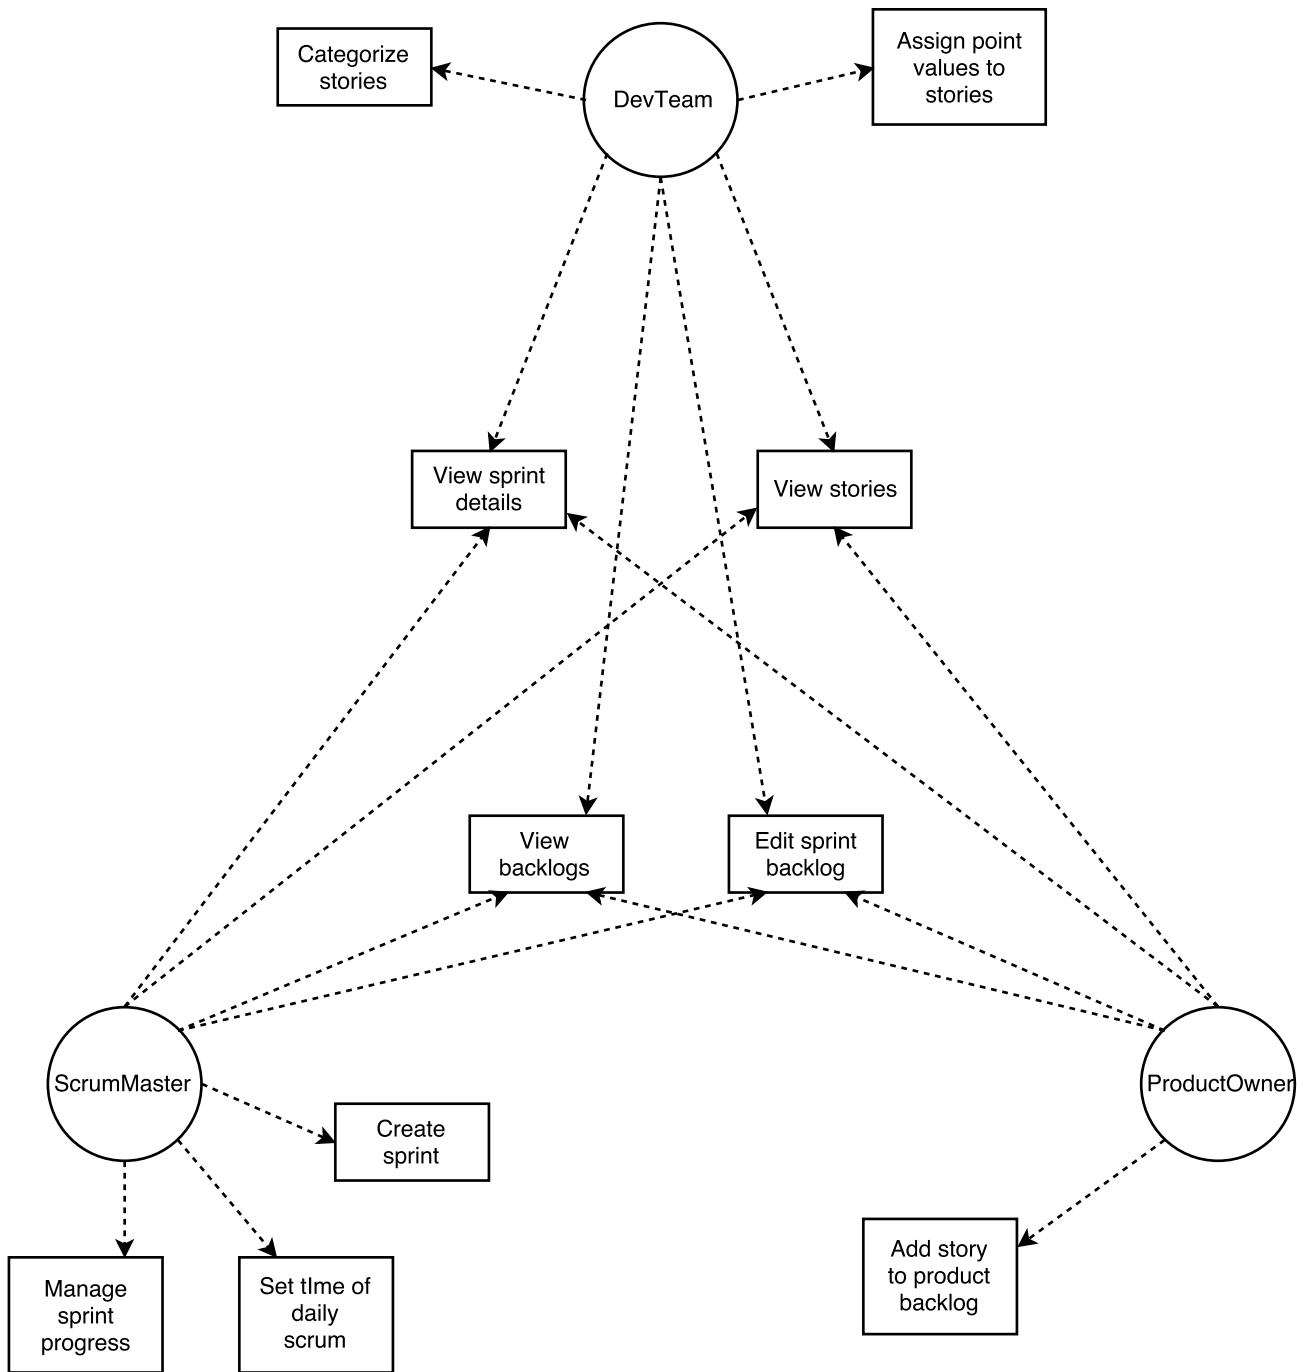 Categorize
stories
DevTeam
Assign point
values to
stories
View sprint
details
View stories
View
backlogs
Edit sprint
backlog
ScrumMaster
ProductOwner
Create
sprint
Manage
sprint
progress
Set tIme of
daily
scrum
Add story
to product
backlog